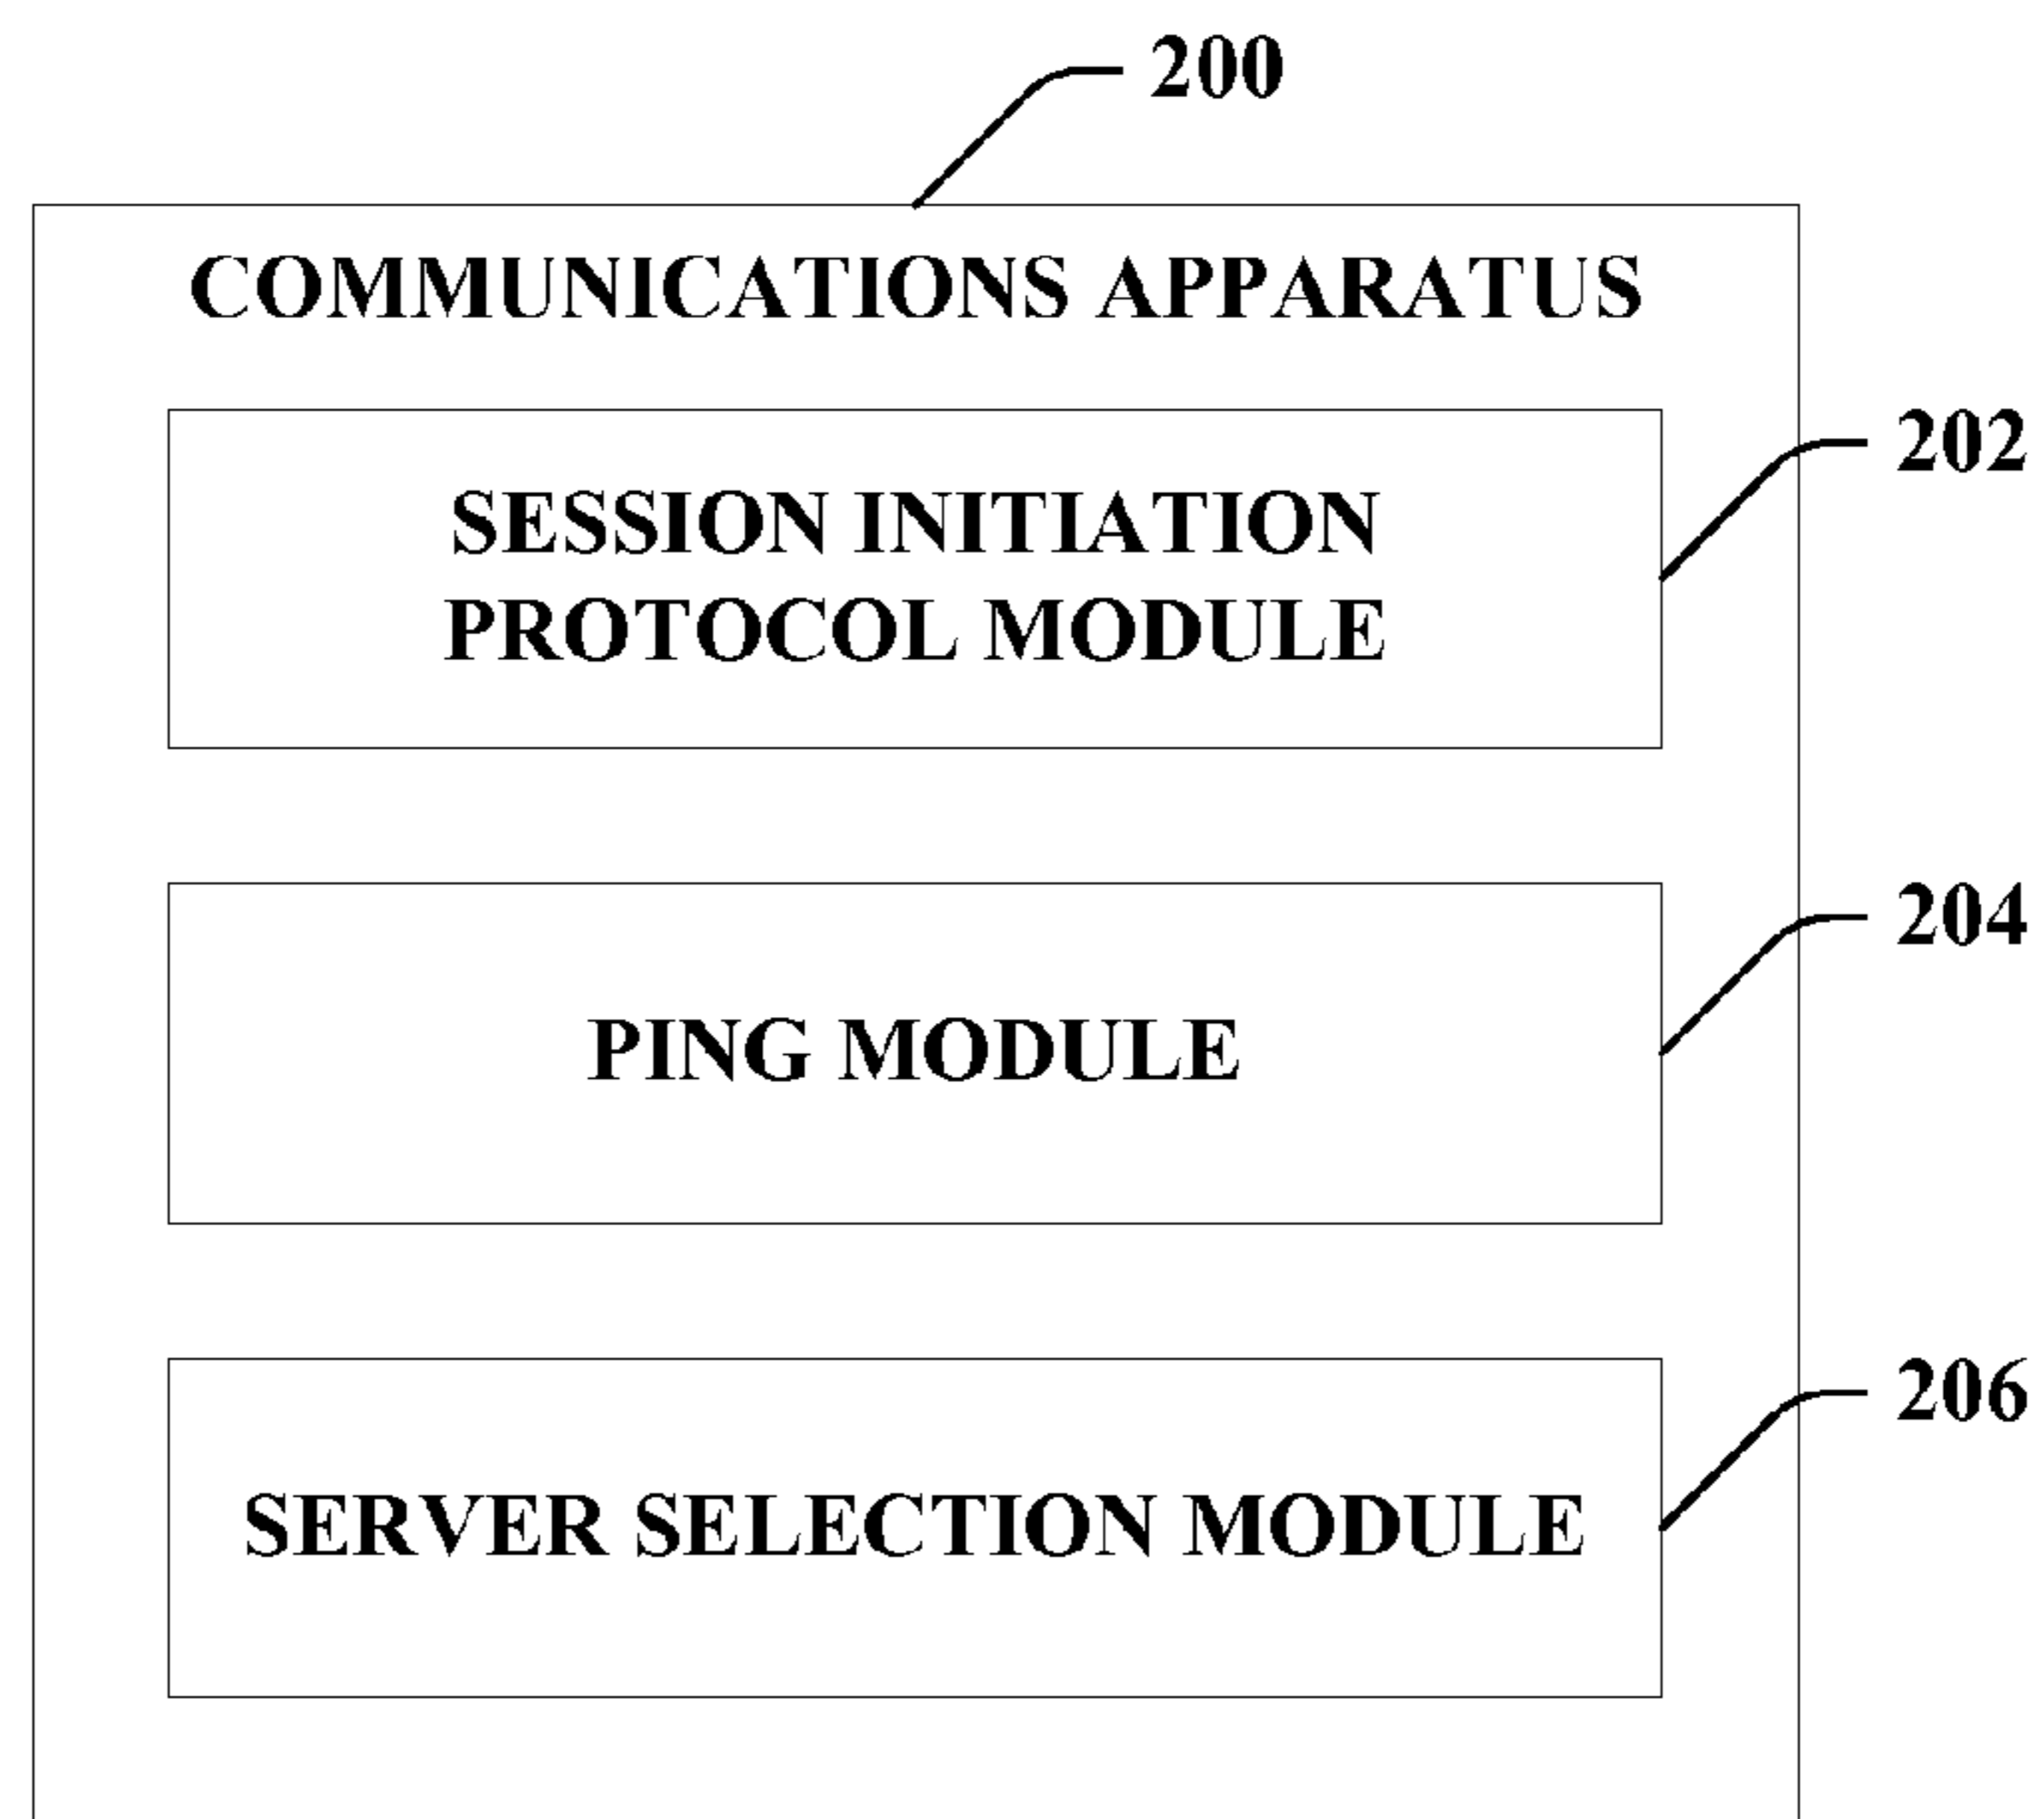 200
COMMUNICATIONS APPARATUS
202
SESSION INITIATION
PROTOCOL MODULE
204
PING MODULE
206
SERVER SELECTION MODULE